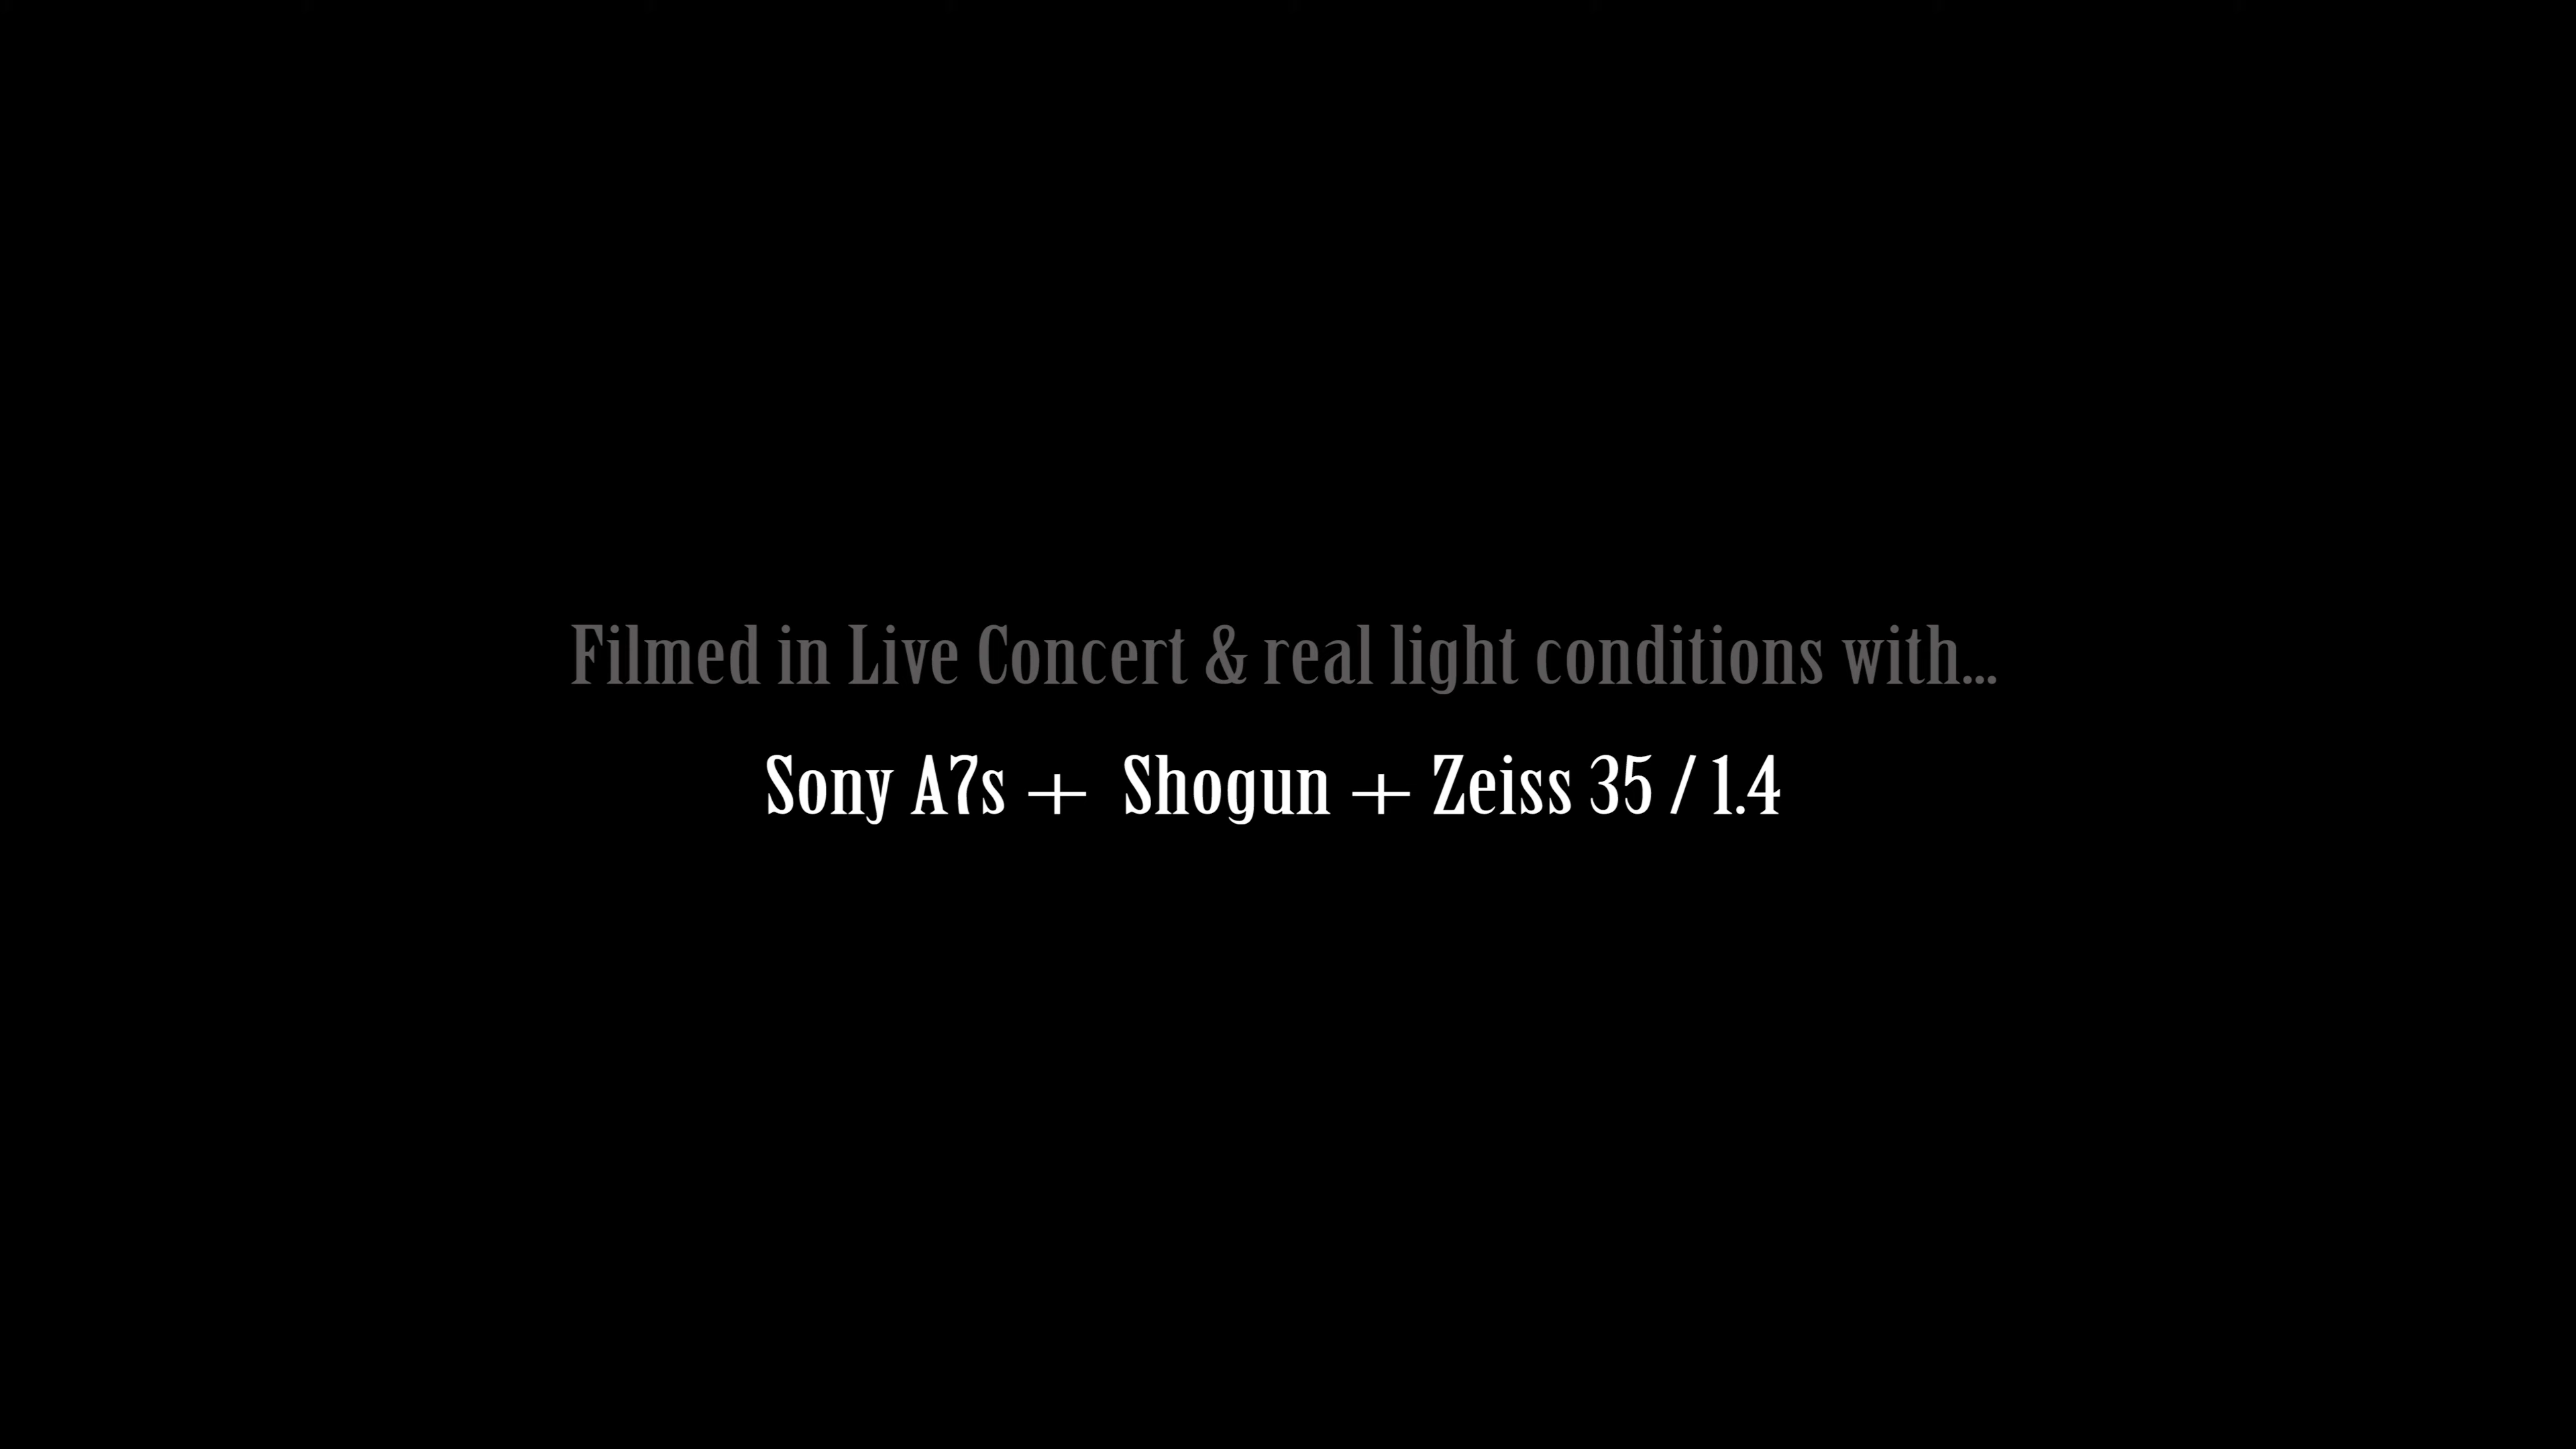 Filmed in Live Concert & real light conditions with...
Sony A7s + Shogun + Zeiss 35 / 1.4